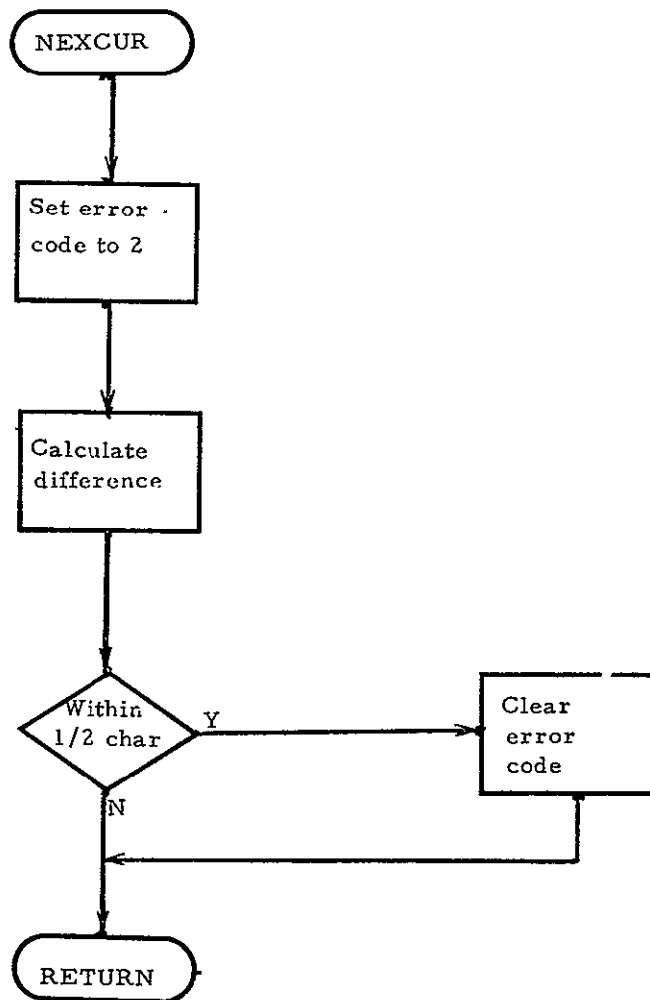 NEXCUR
Set error
code to 2
Calculate
difference
Within
1/2 char
Y
Clear
error
code
N
RETURN